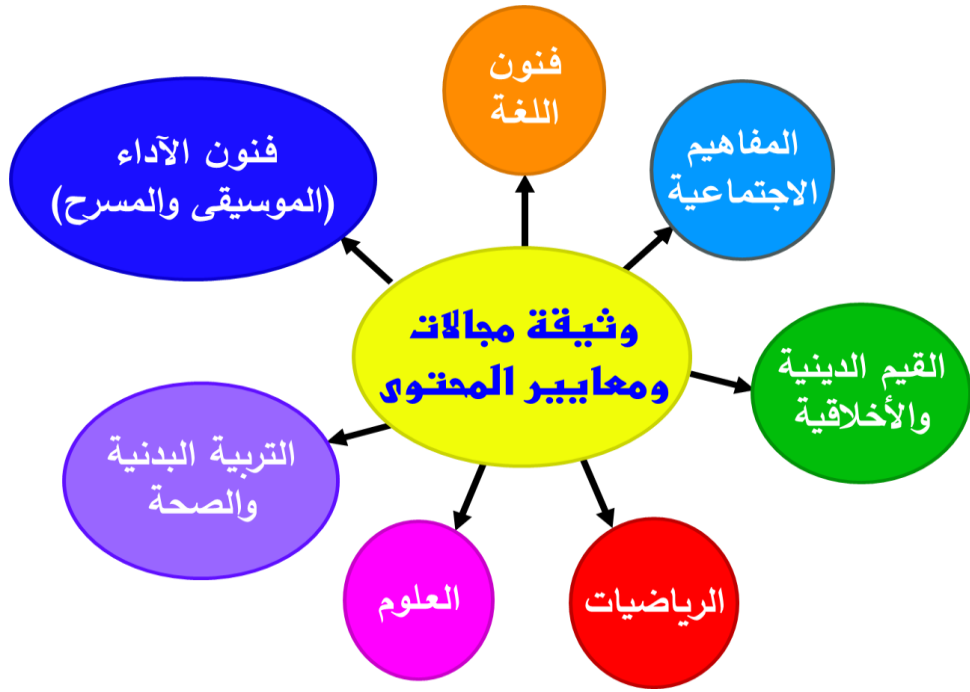 وثيقة مجالات
ومعايير المحتوى
فنون
اللغة
المفاهيم
الاجتماعية
القيم الدينية
والأخلاقية
الرياضيات
العلوم
التربية البدنية
والصحة
فنون الآداء
(الموسيقى والمسرح)